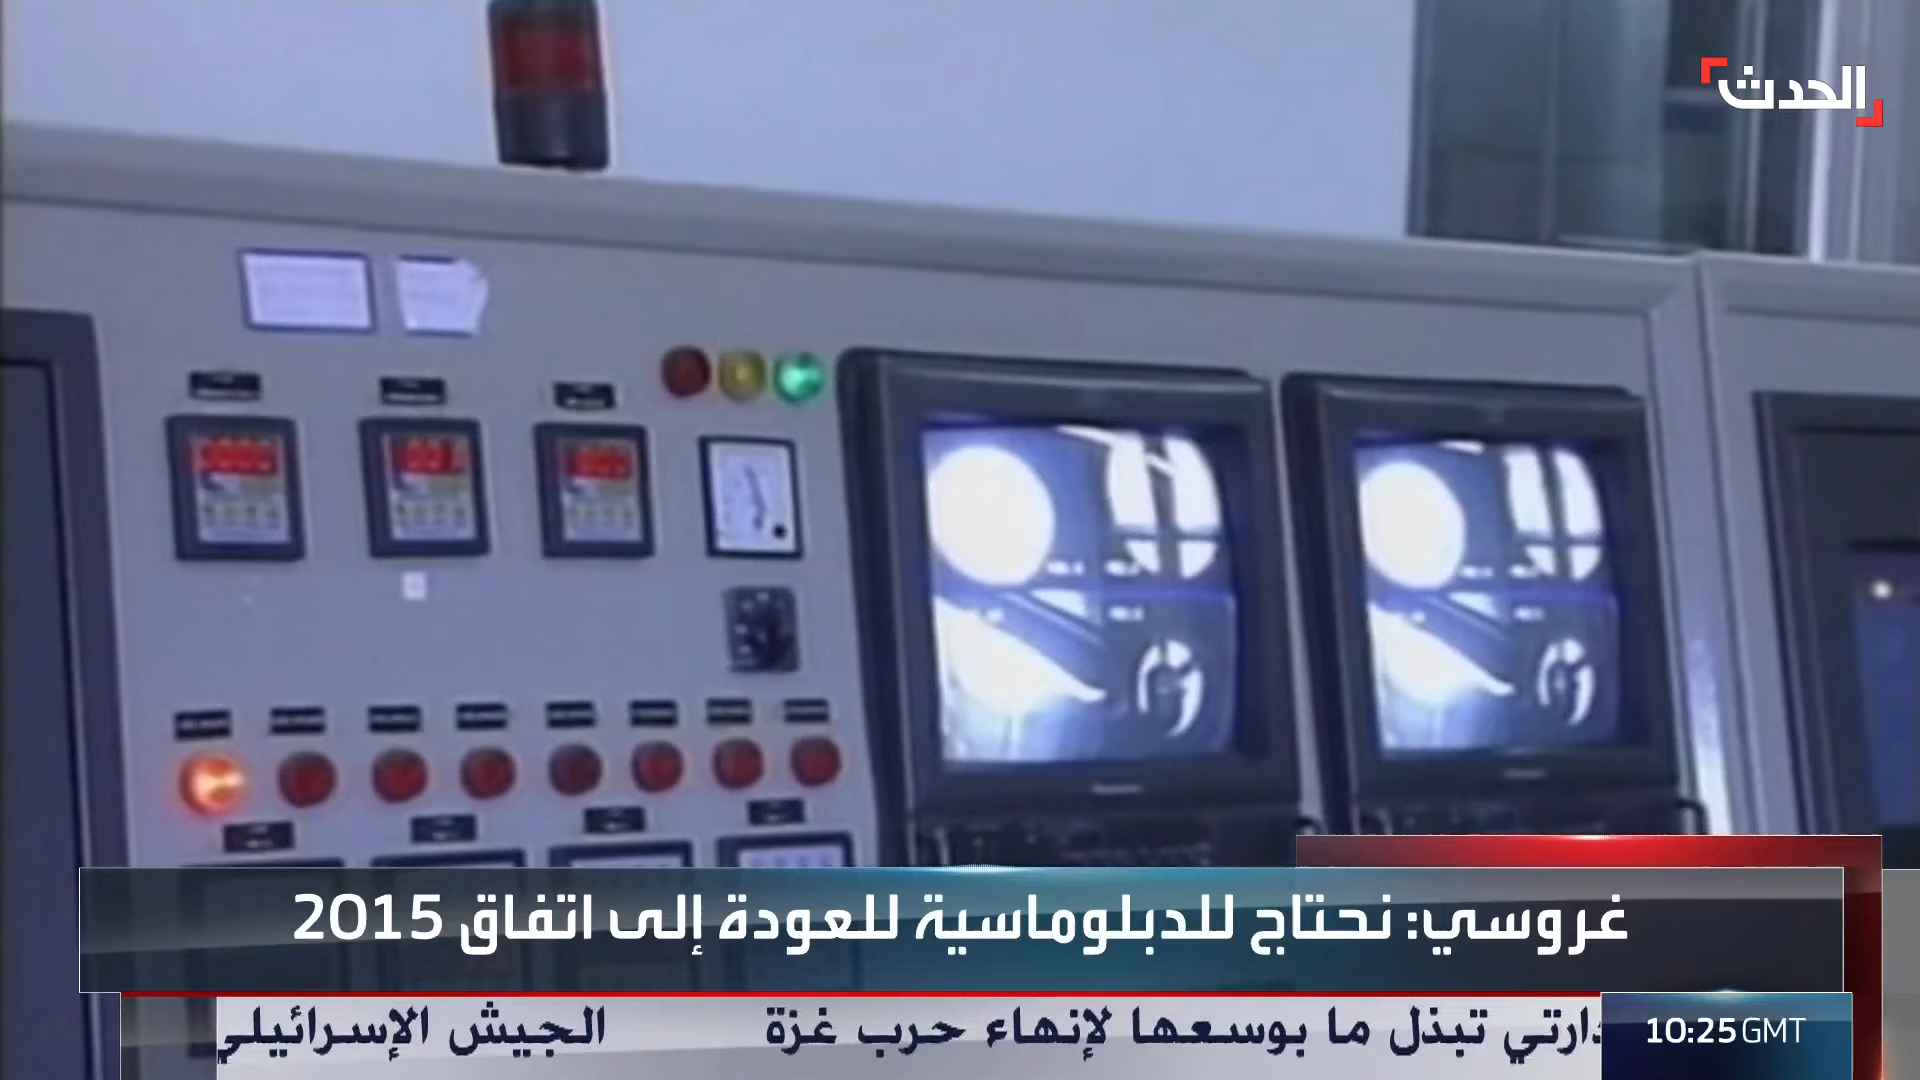 الحدث
غروسي: نحتاج للدبلوماسية للعودة إلى اتفاق 2015
تبذل ما بوسعها لإنهاء حرب غزة الجيش الإسرائيلي
10:25 GMT